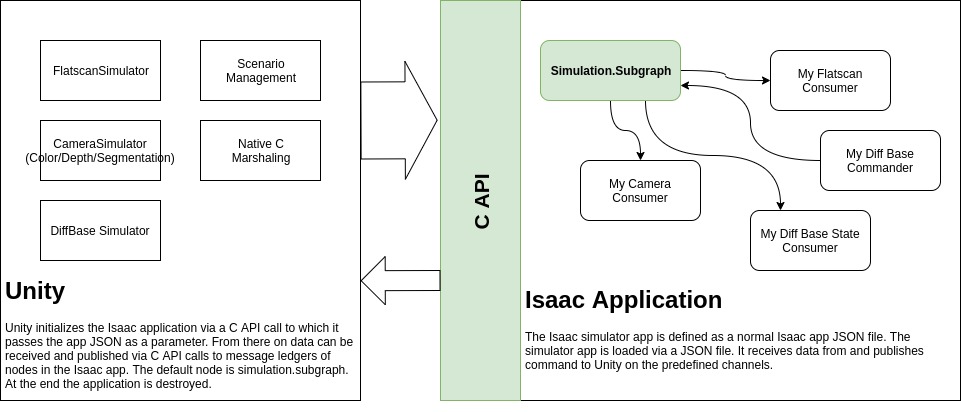 FlatscanSimulator
Scenario
Management
CameraSimulator
(Color/Depth/Segmentation)
Native C
Marshaling
DiffBase Simulator
Unity
Unity initializes the Isaac application via a C API call to which it
passes the app JSON as a parameter. From there on data can be
received and published via C API calls to message ledgers of
nodes in the Isaac app. The default node is simulation.subgraph.
At the end the application is destroyed.
C API
Simulation.Subgraph
My Flatscan
Consumer
My Diff Base
Commander
My Camera
Consumer
My Diff Base State
Consumer
Isaac Application
The Isaac simulator app is defined as a normal Isaac app JSON file. The
simulator app is loaded via a JSON file. It receives data from and publishes
command to Unity on the predefined channels.